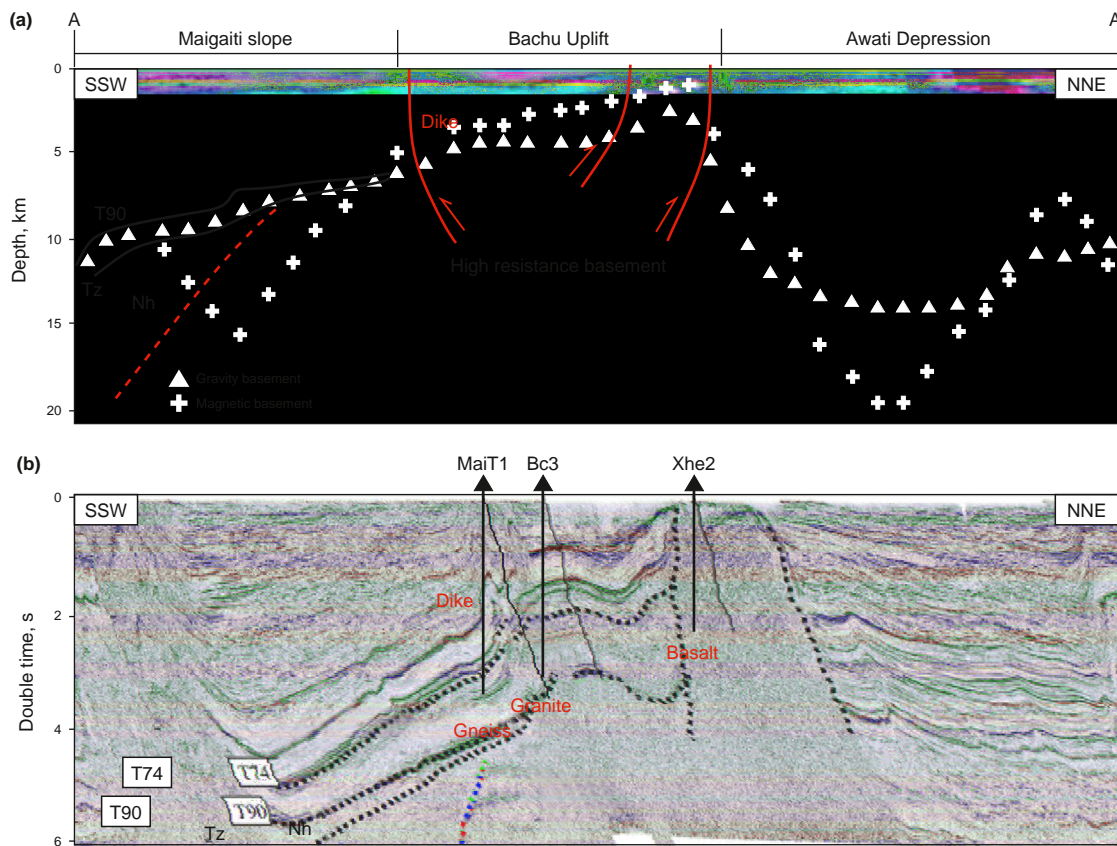 (a)
A
A
Maigaiti slope
Bachu Uplift
Awati Depression
0
5
10
15
20
Depth, km
SSW
NNE
Dike
T90
Tz
Nh
High resistance basement
Gravity basement
Magnetic basement
(b)
MaiT1
Bc3
Xhe2
0
2
4
6
Double time, s
SSW
NNE
Dike
Basalt
Granite
Gneiss
T74
T74
T90
T90
Tz
Nh